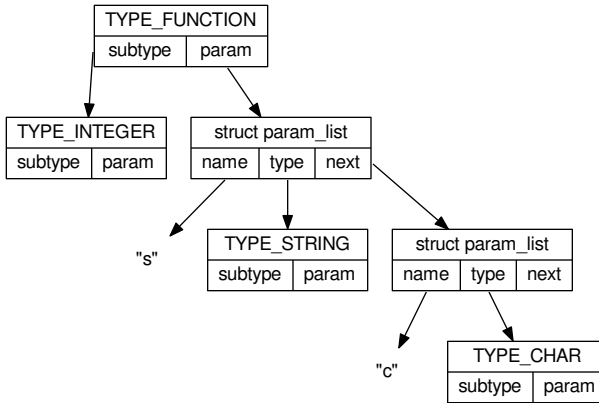 TYPE_FUNCTION
subtype param
TYPE_INTEGER
subtype param
struct param_list
name type next
"s"
TYPE_STRING
subtype param
struct param_list
name type next
"c"
TYPE_CHAR
subtype param